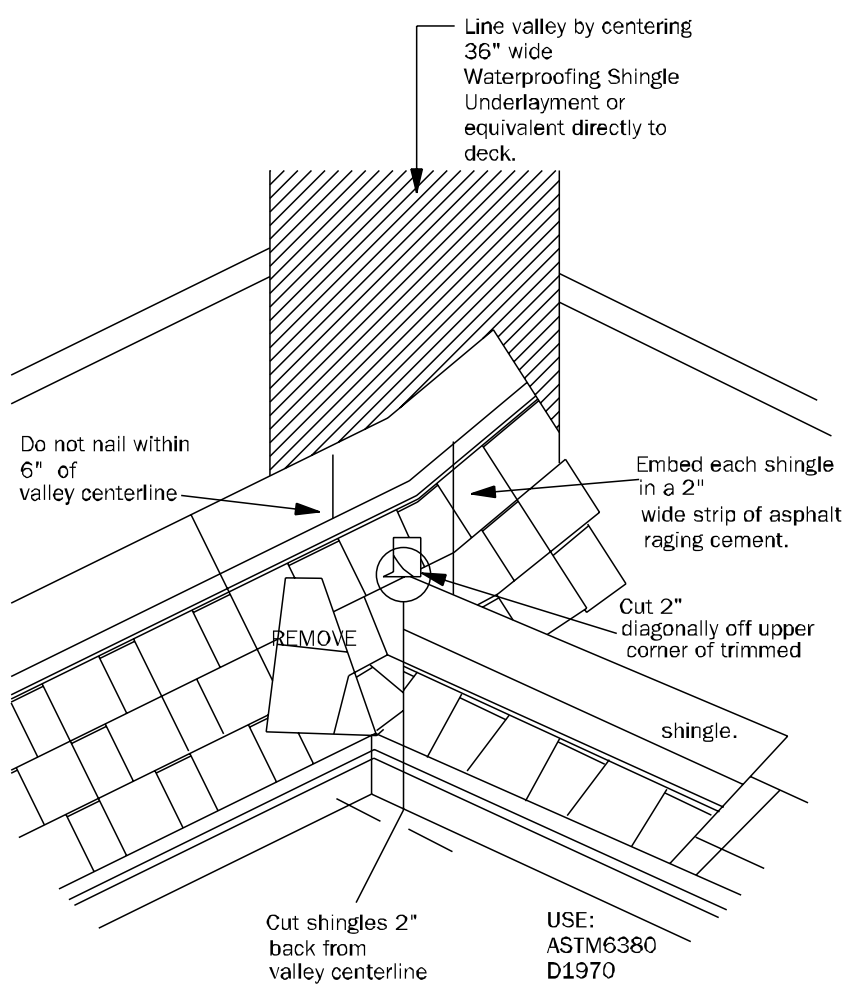 Line valley by centering
36" wide
Waterproofing Shingle
Underlayment or
equivalent directly to
deck.
Do not nail within
6" of
valley centerline
Embed each shingle
in a 2"
wide strip of asphalt
raging cement.
Cut 2"
diagonally off upper
corner of trimmed
shingle.
REMOVE
Cut shingles 2"
back from
valley centerline
USE:
ASTM6380
D1970